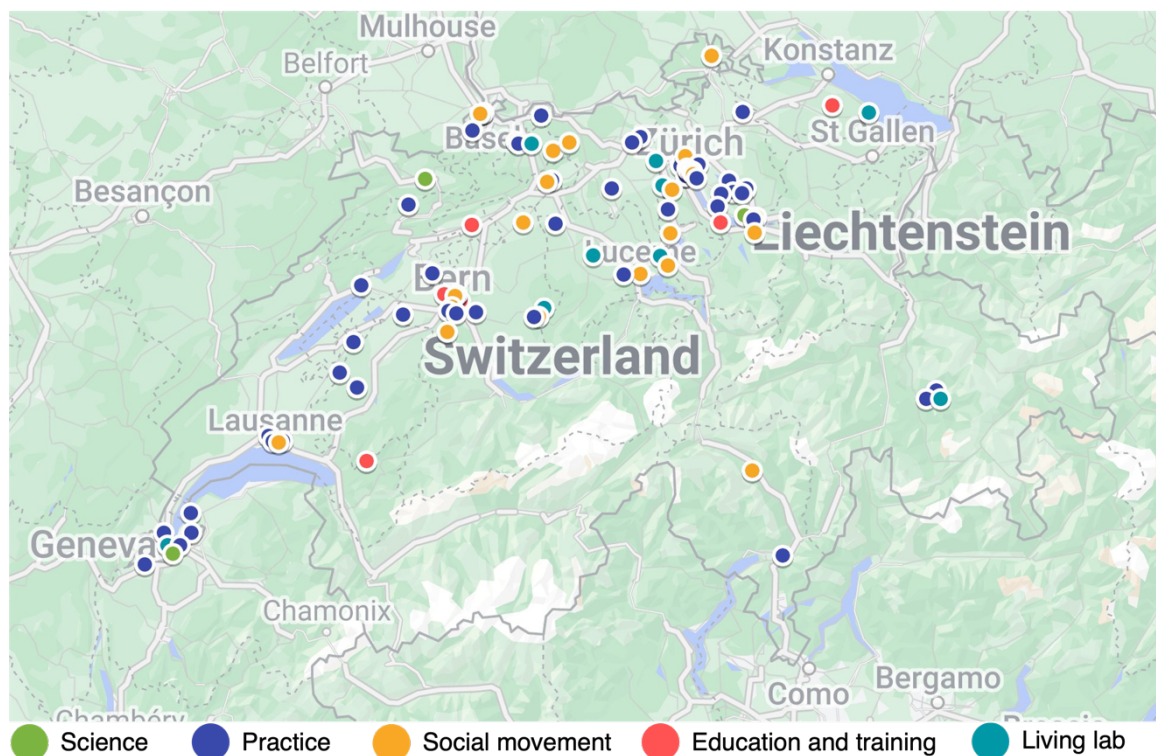 Mulhouse
Konstanz
Belfort
Basel
Zürich
St Gallen
Besançon
Liechtenstein
Lucerne
Bern
Switzerland
Lausanne
Geneva
Chamonix
Como
Bergamo
Chambéry
Science
Practice
Social movement
Education and training
Living lab